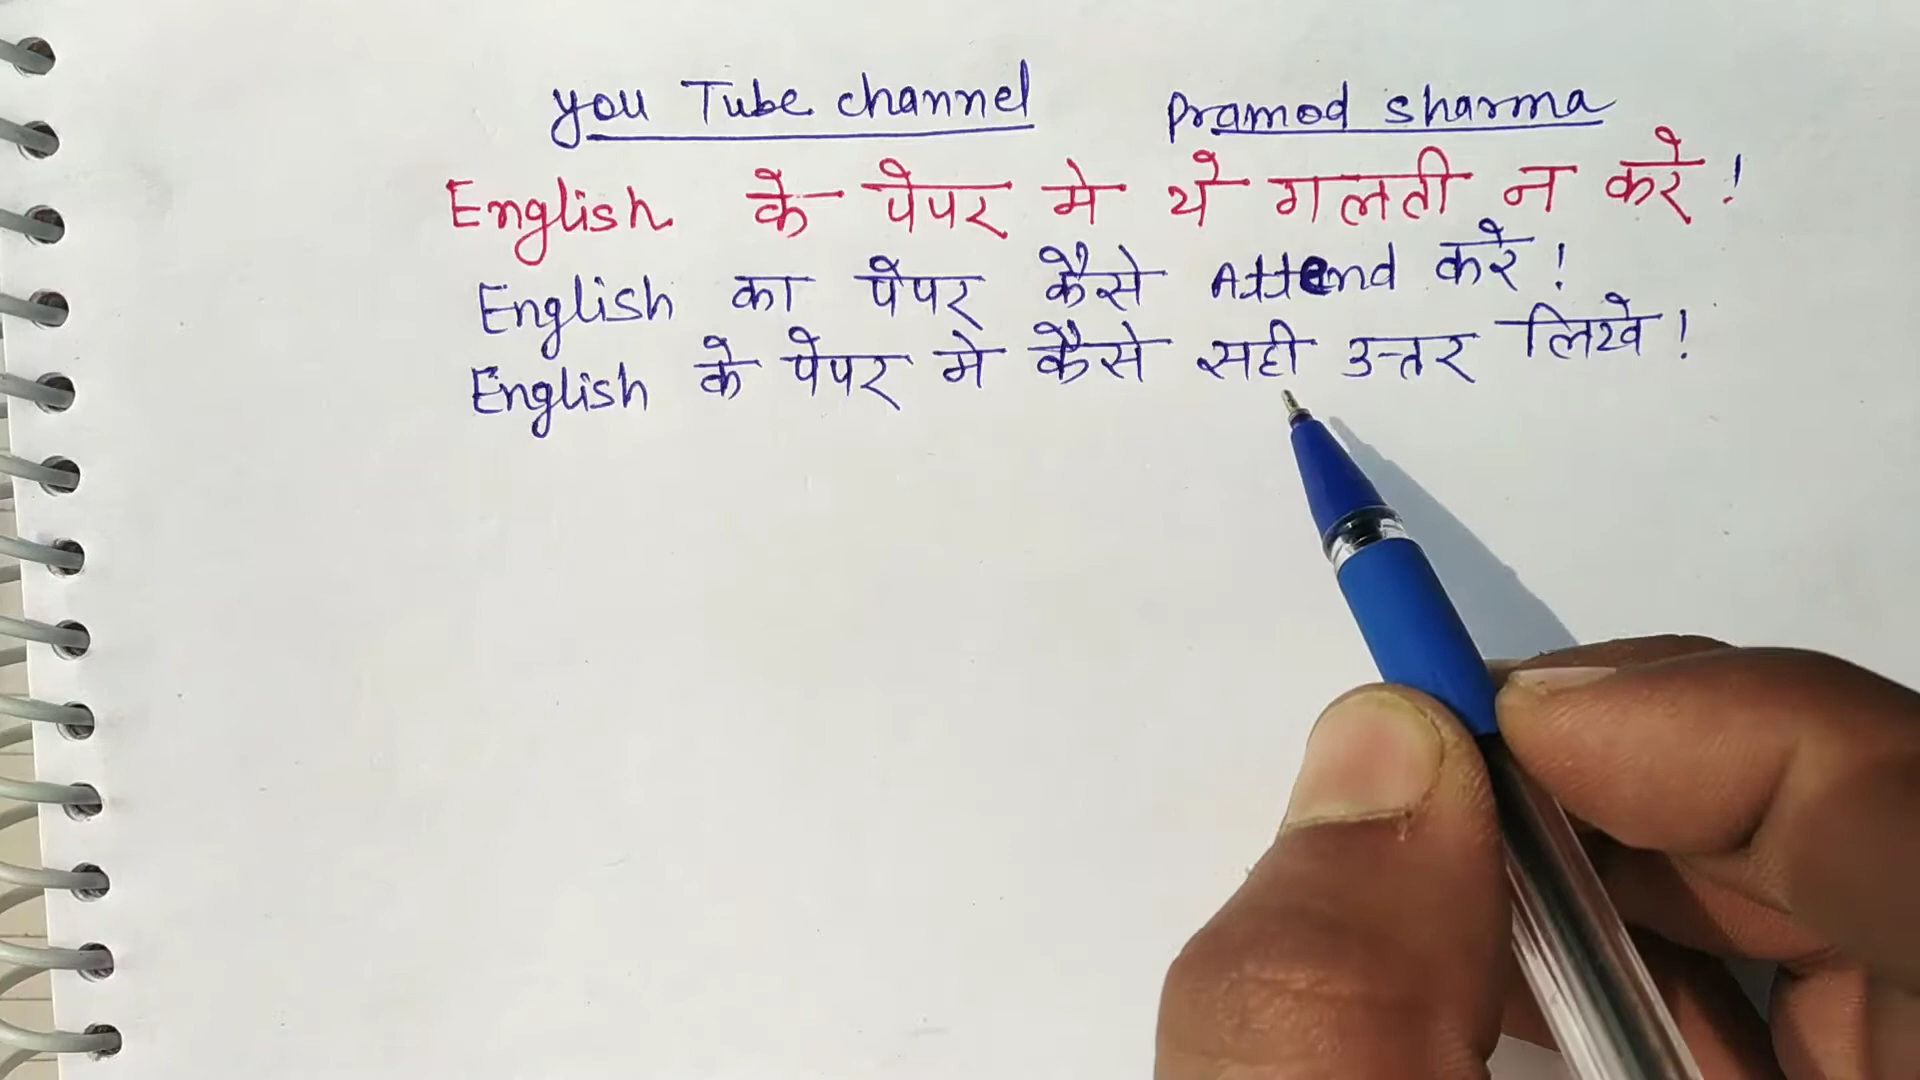 you Tube channel pramod sharma
English के पेपर मे ये गलती न करे !
English का पेपर कैसे Attend करे !
English के पेपर मे कैसे सही उत्तर लिखे !